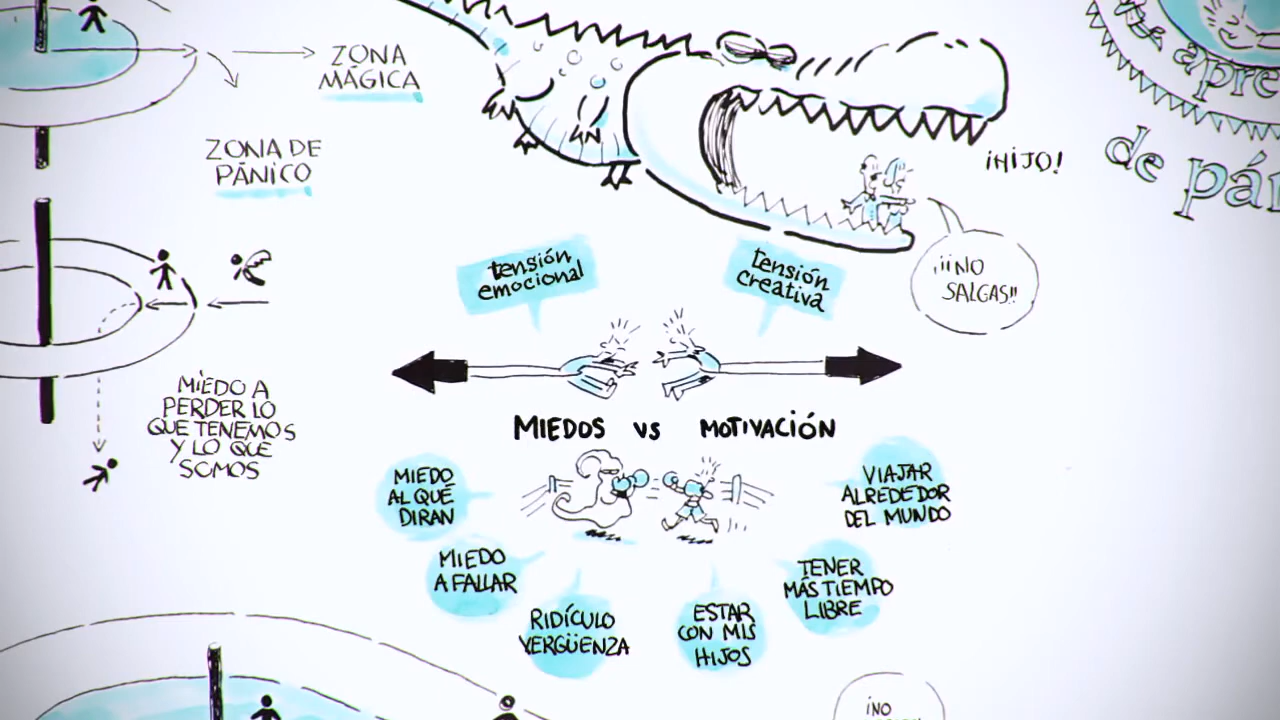 ZONA
MÁGICA
ZONA DE
PÁNICO
MIEDO A
PERDER LO
QUE TENEMOS
Y LO QUE
SOMOS
¡HIJO!
¡¡NO
SALGAS!!
de
tensión
emocional
tensión
creativa
MIEDOS VS MOTIVACIÓN
MIEDO
AL QUÉ
DIRAN
MIEDO
A FALLAR
RIDÍCULO
VERGÜENZA
ESTAR
CON MIS
HIJOS
TENER
MÁS TIEMPO
LIBRE
VIAJAR
ALREDEDOR
DEL MUNDO
¡NO